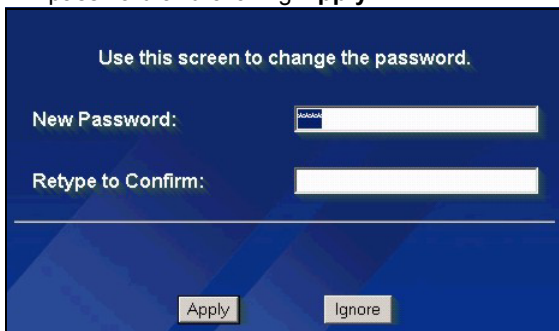 Use this screen to change the password.
New Password: ****
Retype to Confirm:
Apply Ignore